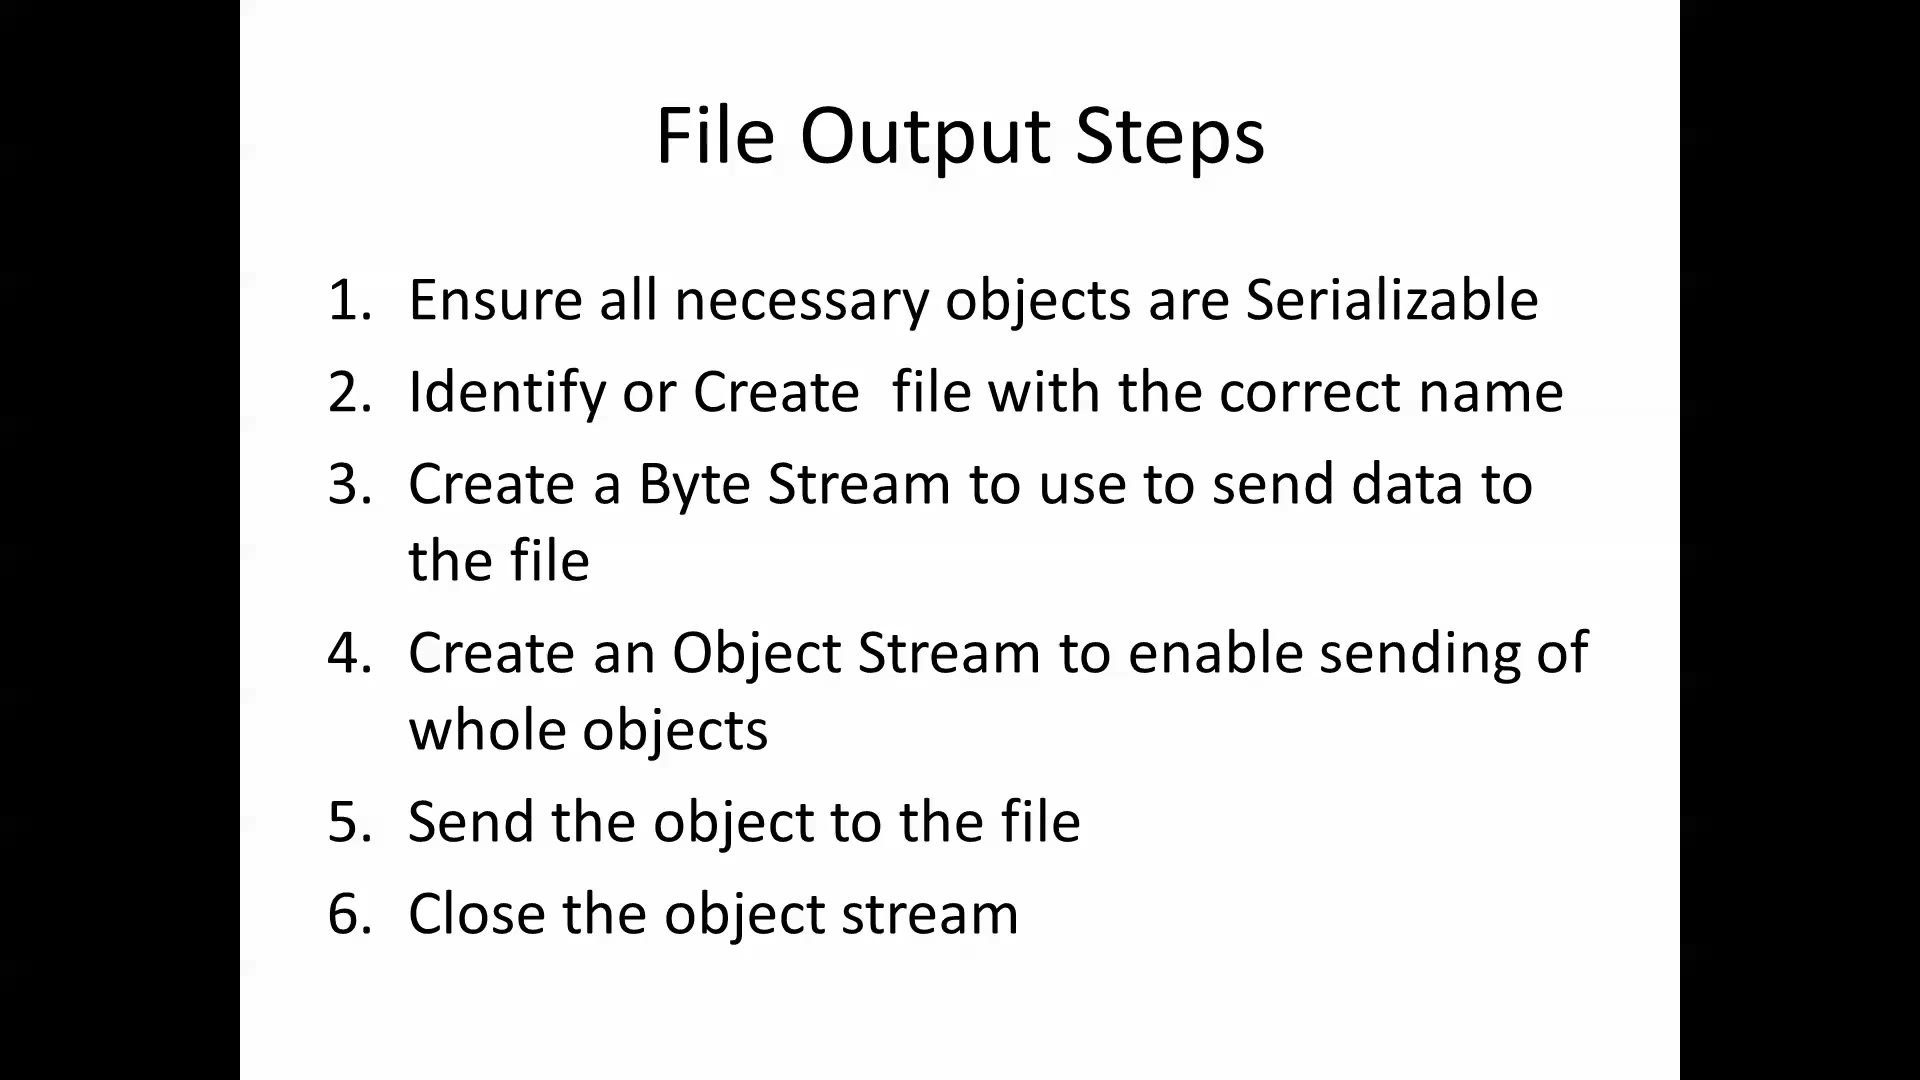 File Output Steps
1. Ensure all necessary objects are Serializable
2. Identify or Create  file with the correct name
3. Create a Byte Stream to use to send data to
the file
4. Create an Object Stream to enable sending of
whole objects
5. Send the object to the file
6. Close the object stream